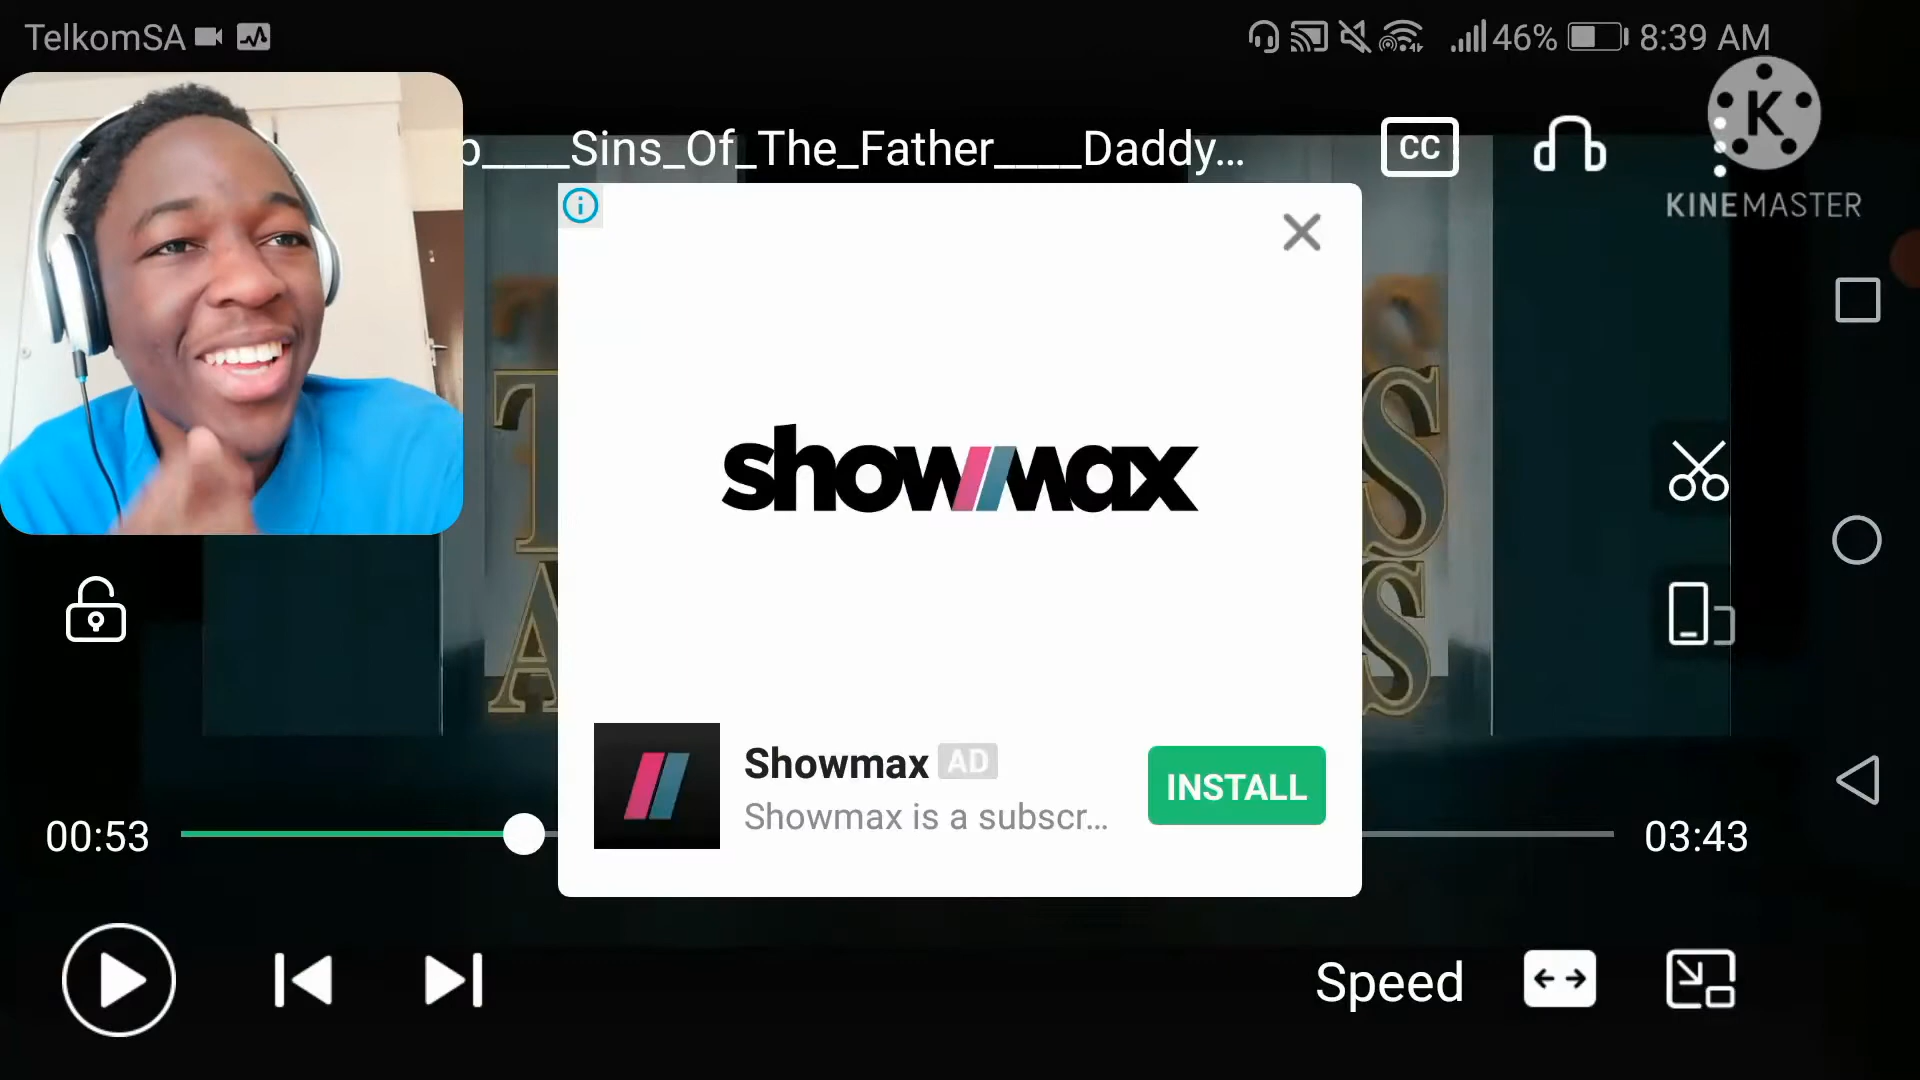 TelkomSA
46%
8:39 AM
K
KINEMASTER
Sins_Of_The_Father____Daddy...
CC
showmax
Showmax AD
Showmax is a subscr...
INSTALL
00:53
03:43
Speed